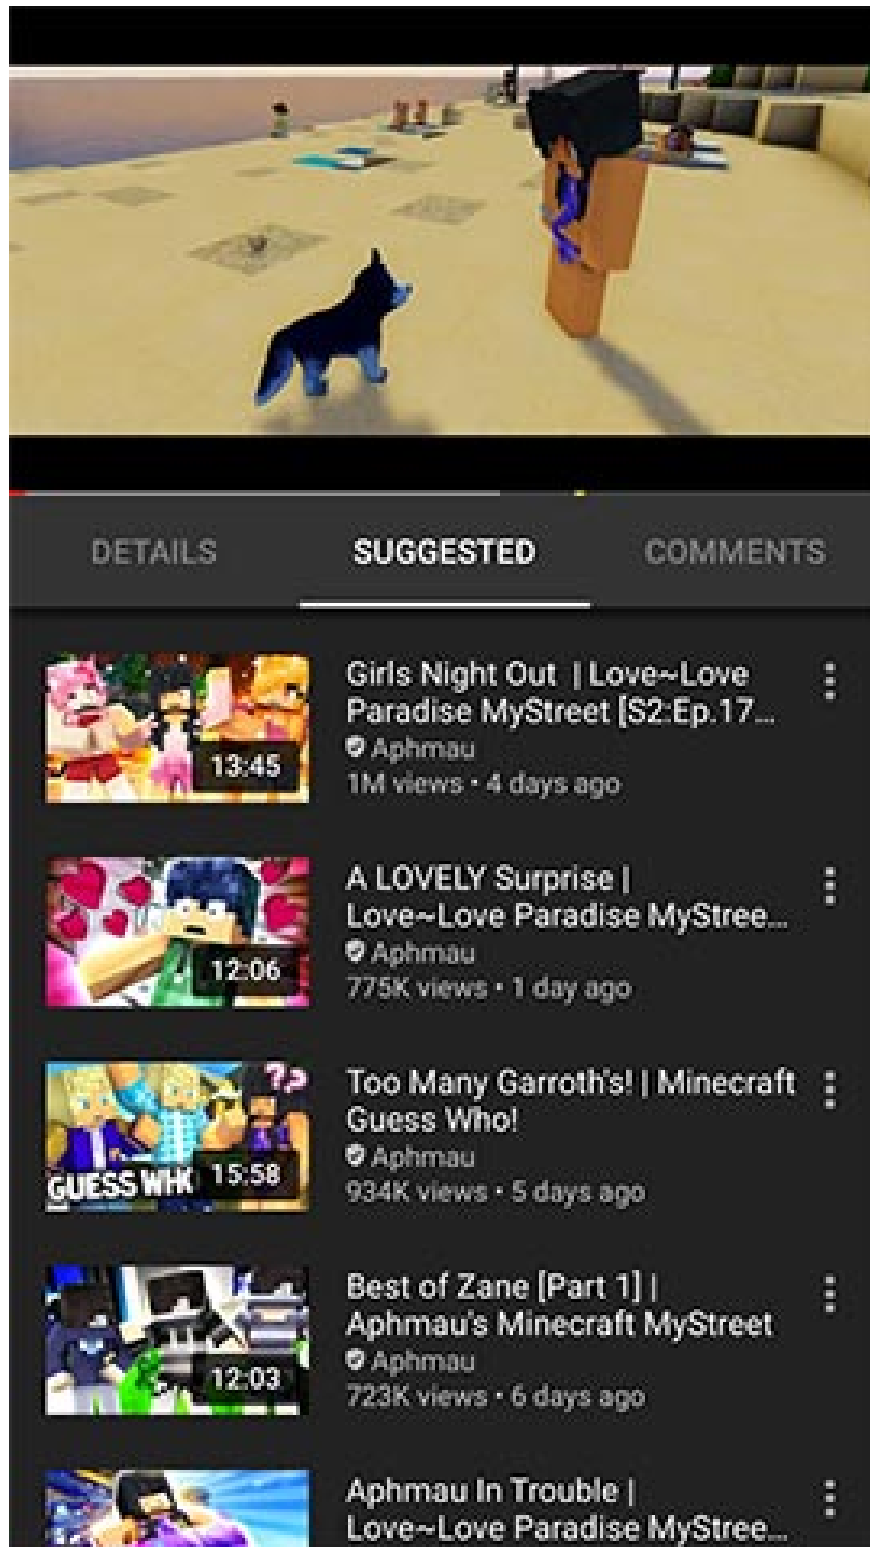 DETAILS
SUGGESTED
COMMENTS
Girls Night Out | Love~Love
Paradise MyStreet [S2:Ep.17...
Aphmau
1M views • 4 days ago
13:45
A LOVELY Surprise |
Love~Love Paradise MyStree...
Aphmau
775K views • 1 day ago
12:06
Too Many Garroth's! | Minecraft
Guess Who!
Aphmau
934K views • 5 days ago
??
GUESS WH
15:58
Best of Zane [Part 1] |
Aphmau's Minecraft MyStreet
Aphmau
723K views • 6 days ago
12:03
Aphmau In Trouble |
Love~Love Paradise MyStree...